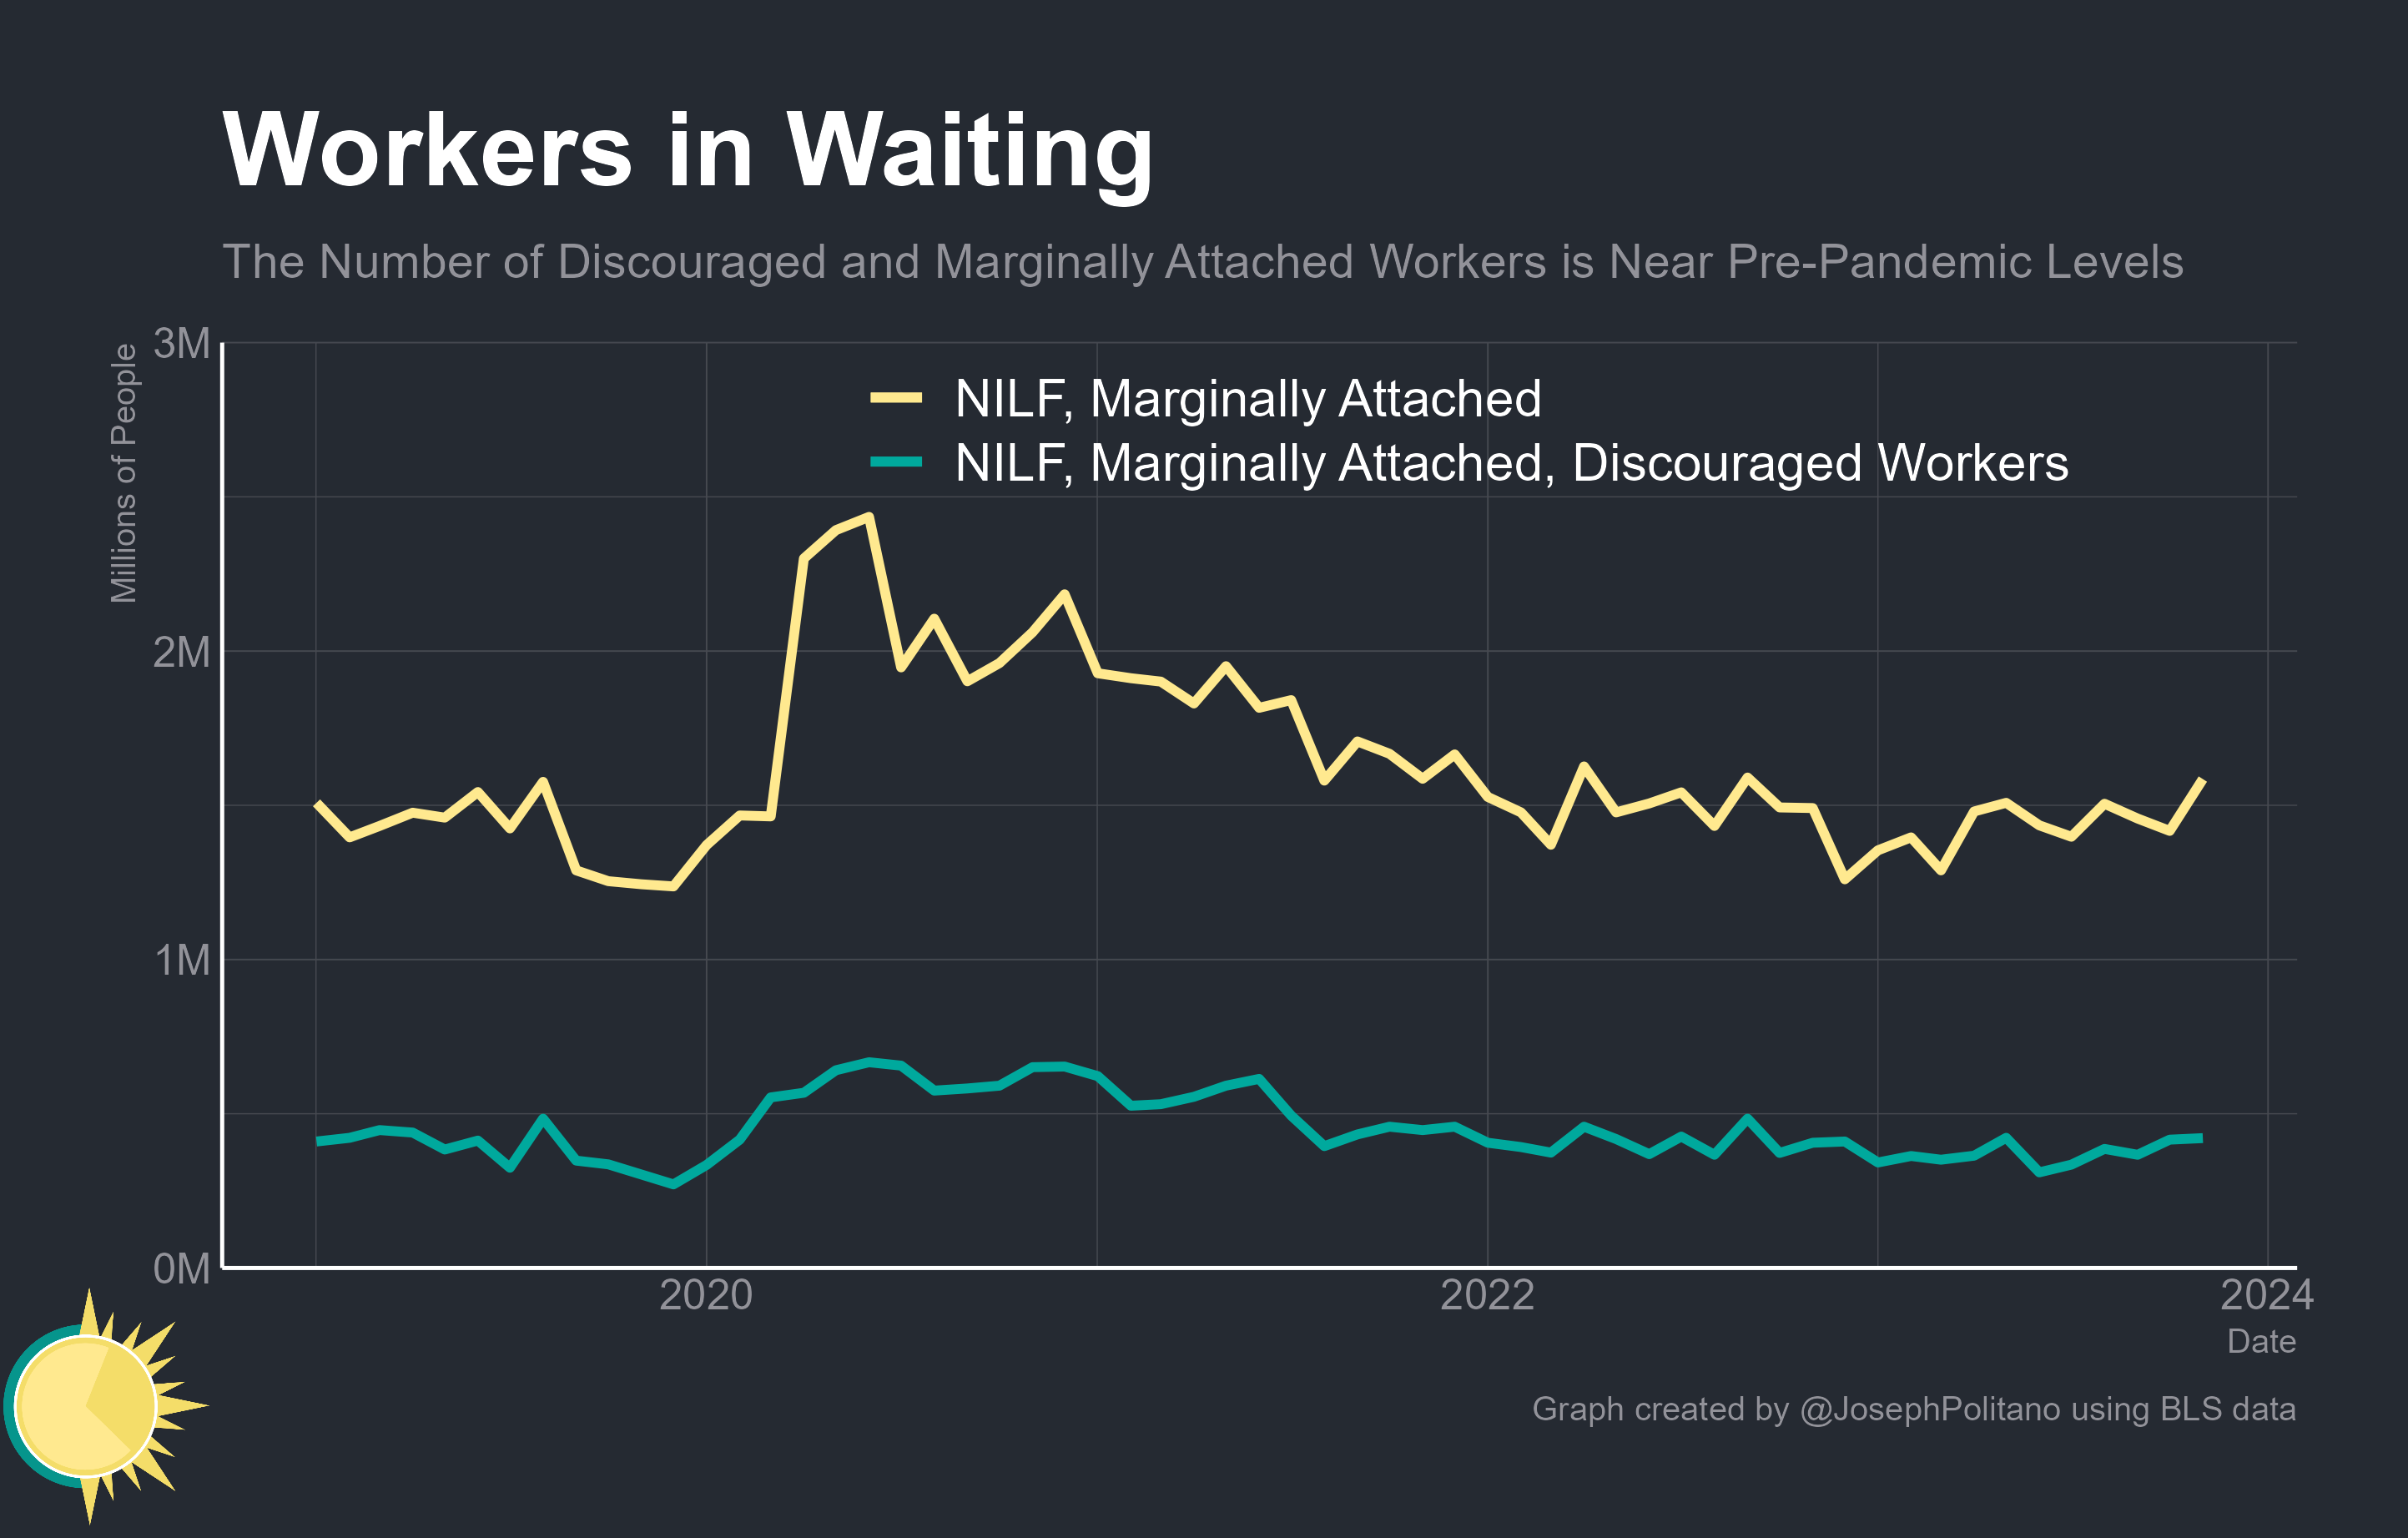 Workers in Waiting
The Number of Discouraged and Marginally Attached Workers is Near Pre-Pandemic Levels
Millions of People
3M
2M
1M
0M
NILF, Marginally Attached
NILF, Marginally Attached, Discouraged Workers
2020
2022
2024
Date
Graph created by @JosephPolitano using BLS data